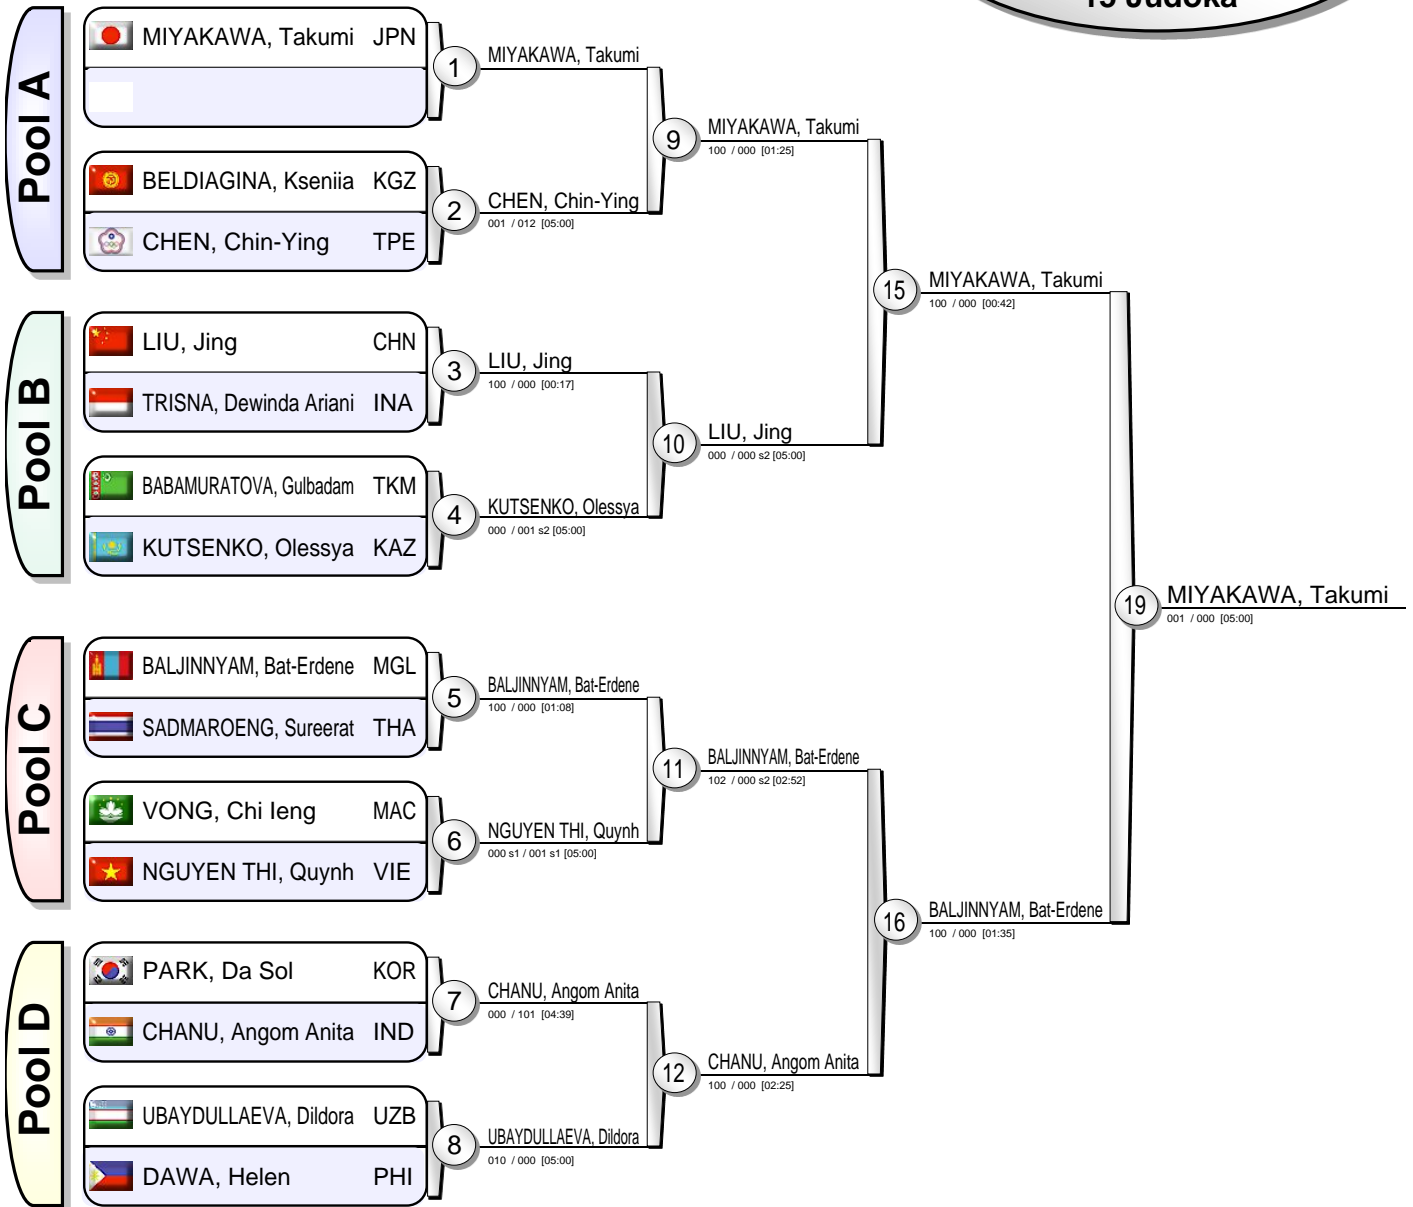 15 Judoka
Pool A
MIYAKAWA, Takumi JPN
1
MIYAKAWA, Takumi
BELDIAGINA, Kseniia KGZ
CHEN, Chin-Ying TPE
2
CHEN, Chin-Ying
001 / 012 [05:00]
9
MIYAKAWA, Takumi
100 / 000 [01:25]
Pool B
LIU, Jing CHN
TRISNA, Dewinda Ariani INA
3
LIU, Jing
100 / 000 [00:17]
BABAMURATOVA, Gulbadam TKM
KUTSENKO, Olessya KAZ
4
KUTSENKO, Olessya
000 / 001 s2 [05:00]
10
LIU, Jing
000 / 000 s2 [05:00]
15
MIYAKAWA, Takumi
100 / 000 [00:42]
Pool C
BALJINNYAM, Bat-Erdene MGL
SADMAROENG, Sureerat THA
5
BALJINNYAM, Bat-Erdene
100 / 000 [01:08]
VONG, Chi Ieng MAC
NGUYEN THI, Quynh VIE
6
NGUYEN THI, Quynh
000 s1 / 001 s1 [05:00]
11
BALJINNYAM, Bat-Erdene
102 / 000 s2 [02:52]
Pool D
PARK, Da Sol KOR
CHANU, Angom Anita IND
7
CHANU, Angom Anita
000 / 101 [04:39]
UBAYDULLAEVA, Dildora UZB
DAWA, Helen PHI
8
UBAYDULLAEVA, Dildora
010 / 000 [05:00]
12
CHANU, Angom Anita
100 / 000 [02:25]
16
BALJINNYAM, Bat-Erdene
100 / 000 [01:35]
19
MIYAKAWA, Takumi
001 / 000 [05:00]